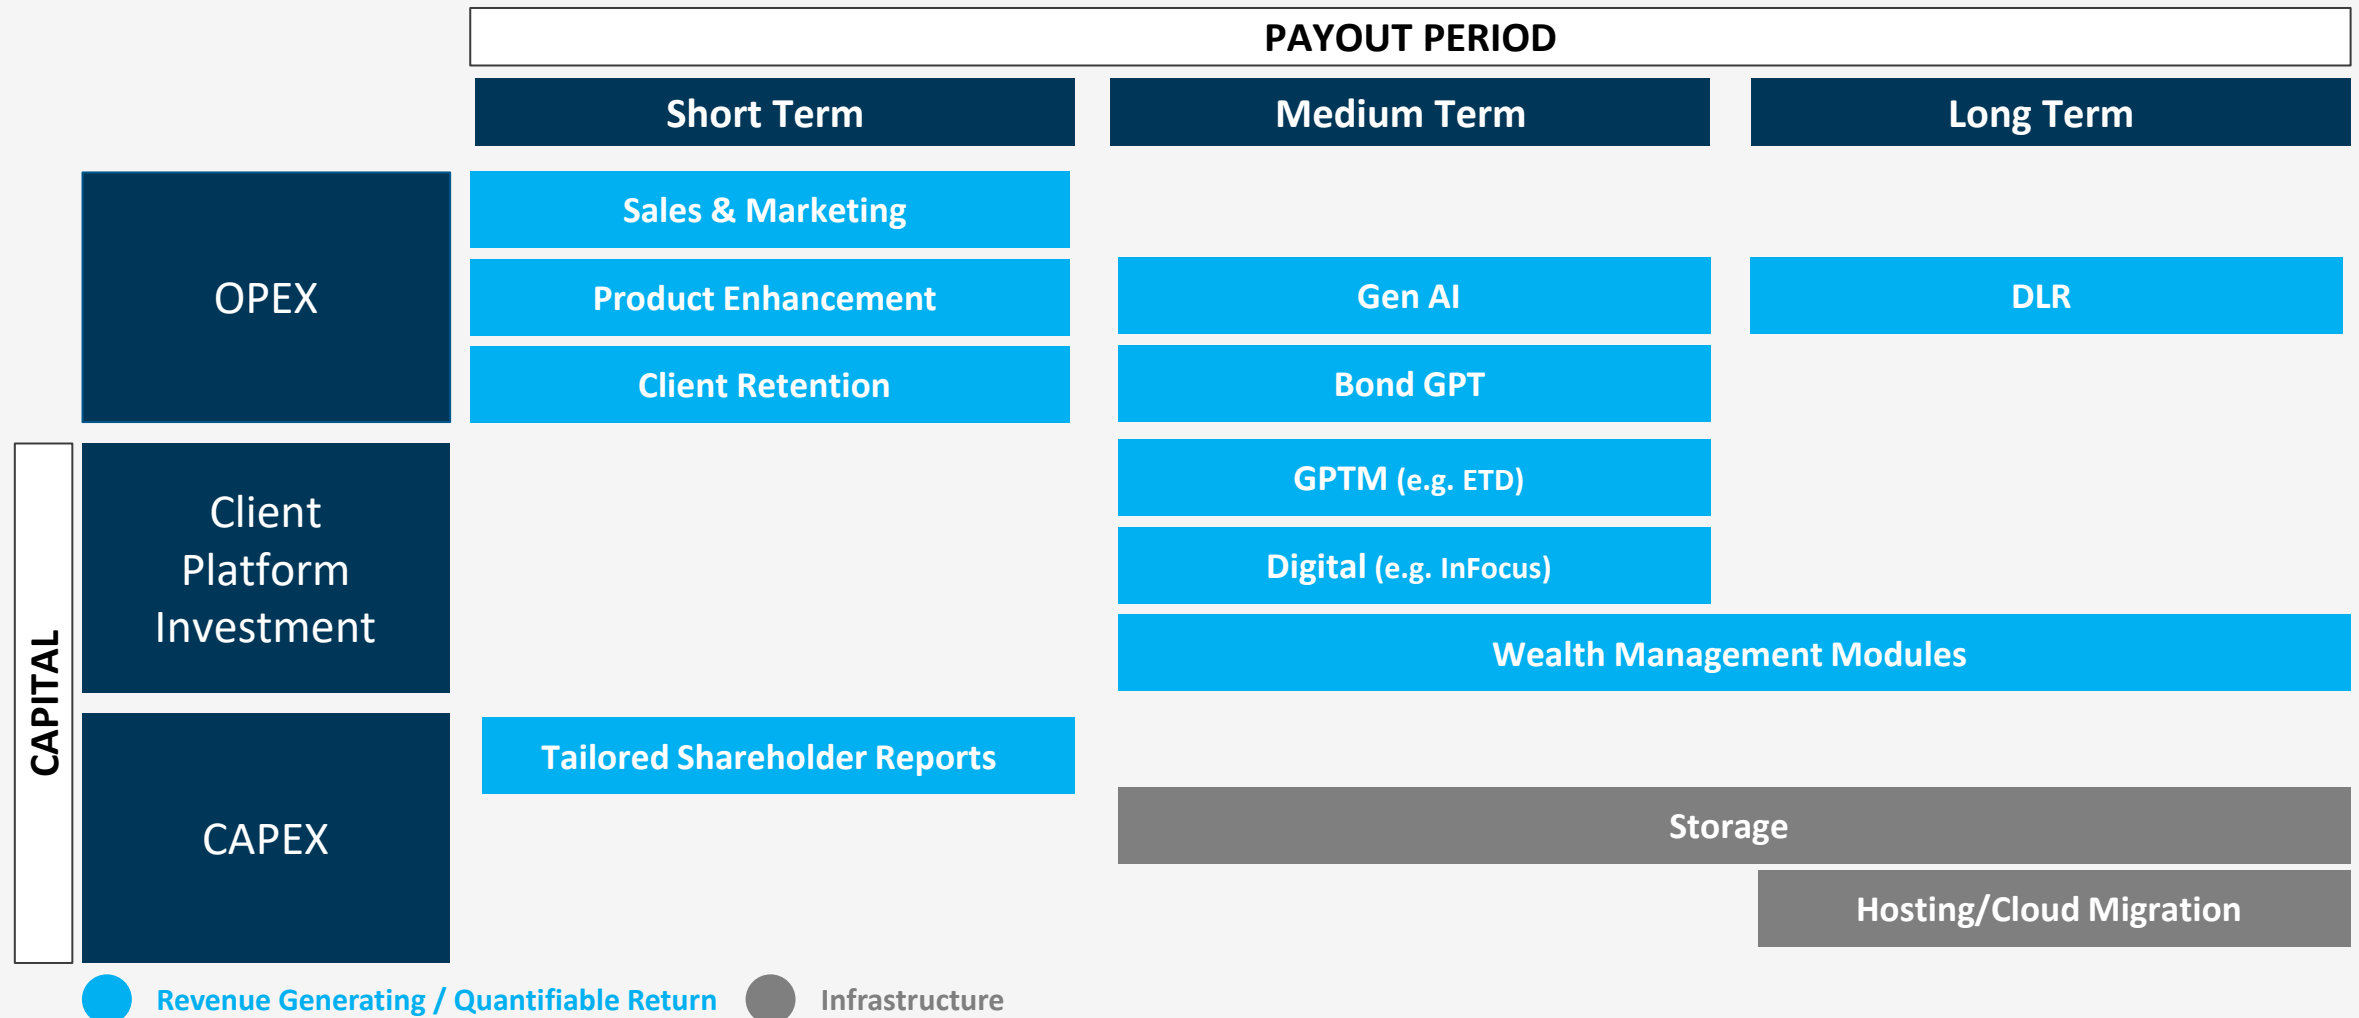 PAYOUT PERIOD
Short Term
Medium Term
Long Term
OPEX
Sales & Marketing
Product Enhancement
Gen AI
DLR
Client Retention
Bond GPT
CAPITAL
Client
Platform
Investment
GPTM (e.g. ETD)
Digital (e.g. InFocus)
Wealth Management Modules
CAPEX
Tailored Shareholder Reports
Storage
Hosting/Cloud Migration
Revenue Generating / Quantifiable Return
Infrastructure